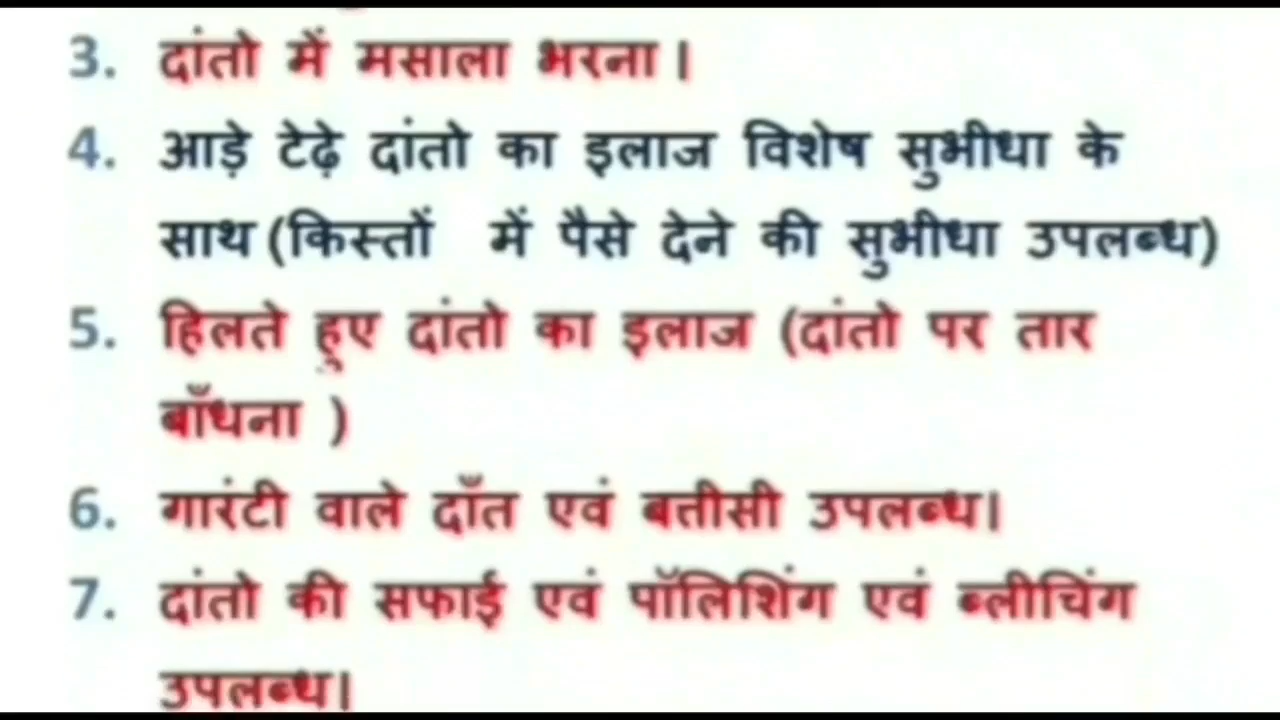 3. दांतो में मसाला भरना।
4. आड़े टेढ़े दांतो का इलाज विशेष सुभीधा के
साथ (किस्तों में पैसे देने की सुभीधा उपलब्ध)
5. हिलते हुए दांतो का इलाज (दांतो पर तार
बाँधना )
6. गारंटी वाले दाँत एवं बत्तीसी उपलब्ध।
7. दांतो की सफाई एवं पॉलिशिंग एवं ब्लीचिंग
उपलब्ध।